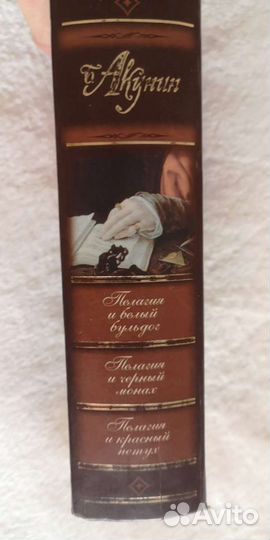 Б Акунин
Пелагия
и белый
бульдог
Пелагия
и черный
монах
Пелагия
и красный
петух
Avito